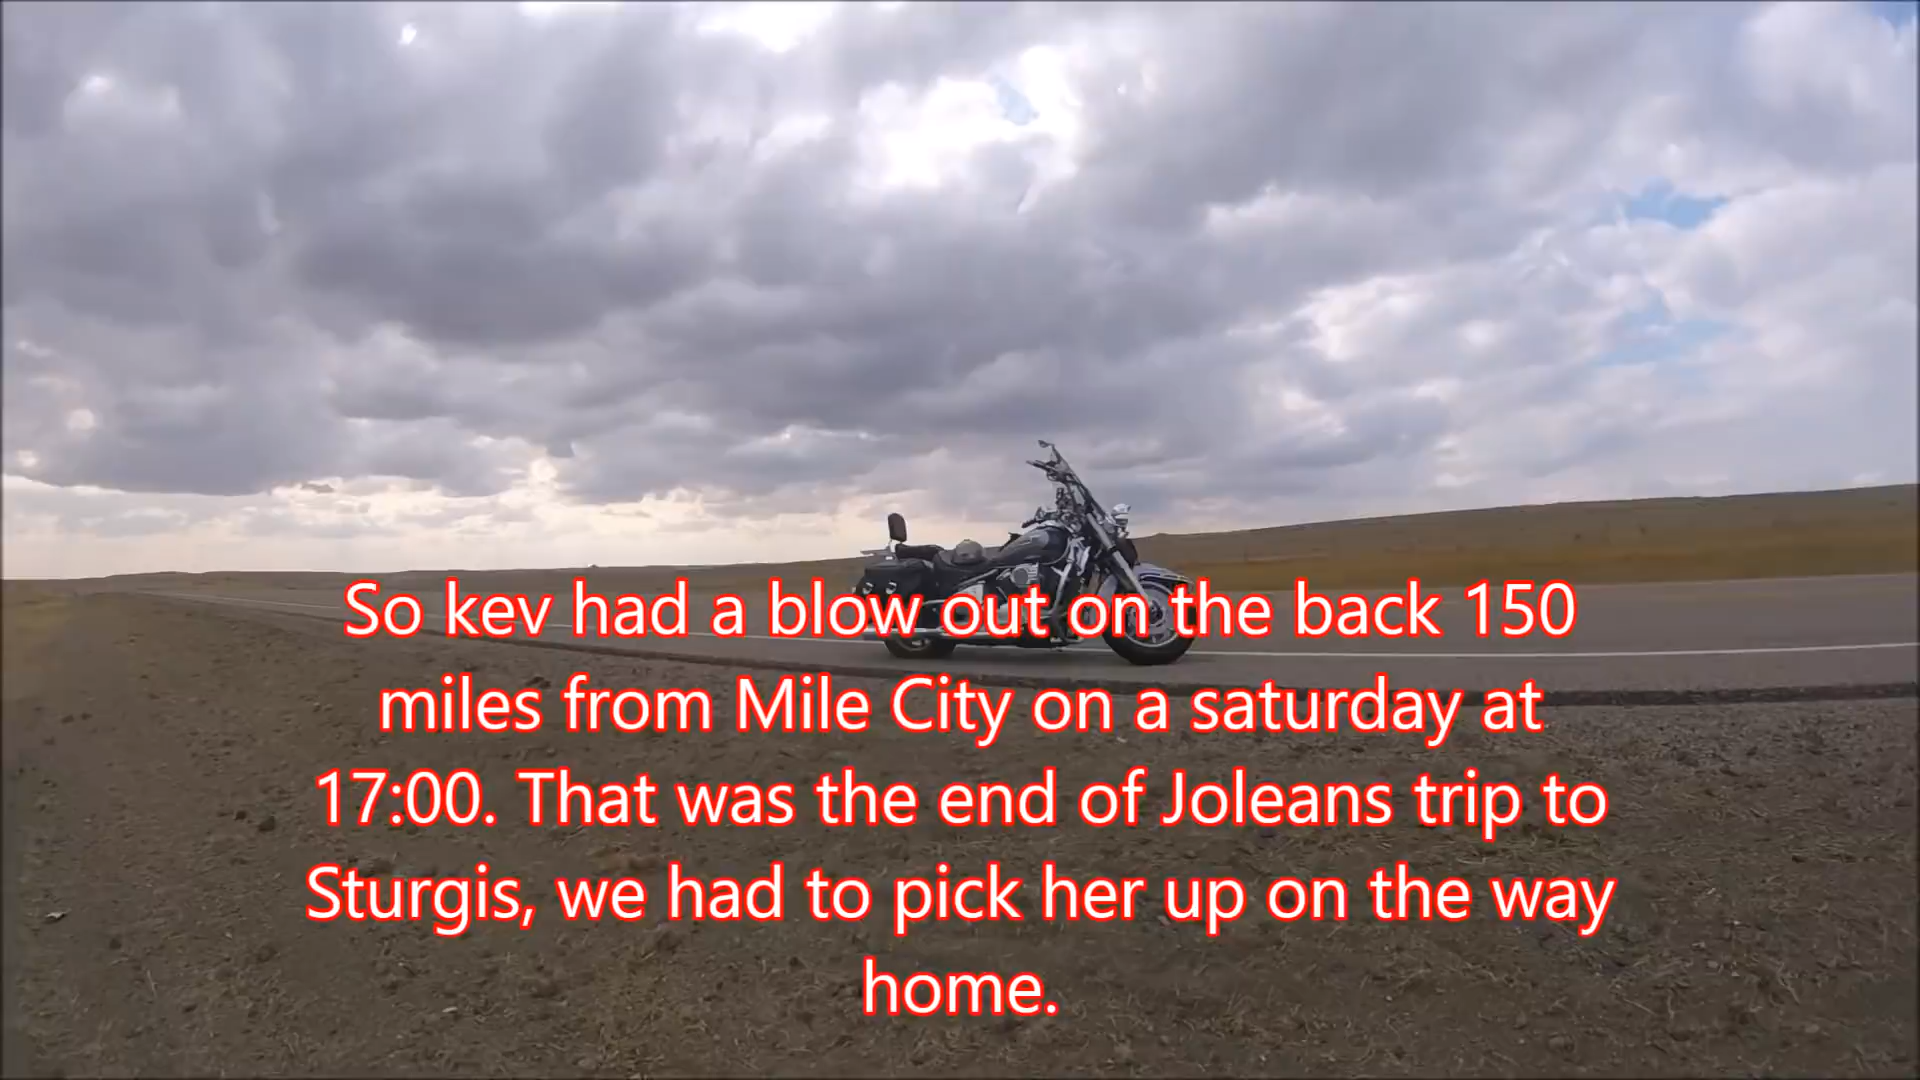 So kev had a blow out on the back 150
miles from Mile City on a saturday at
17:00. That was the end of Joleans trip to
Sturgis, we had to pick her up on the way
home.